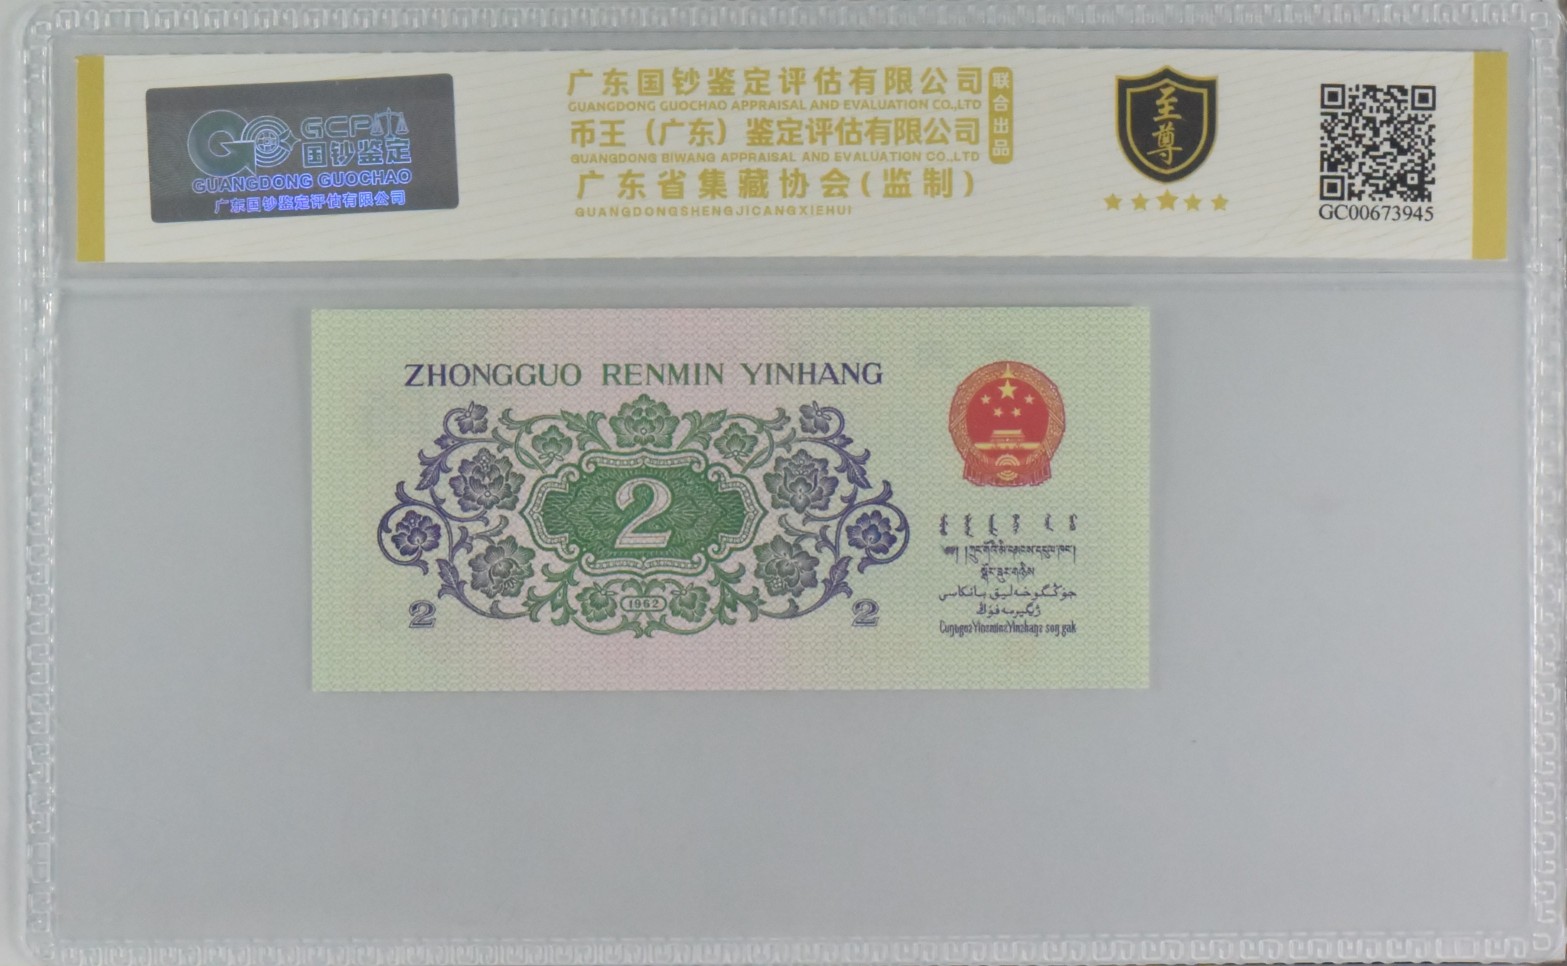 GCP
国钞鉴定
GUANGDONG GUOCHAO
广东国钞鉴定评估有限公司
广东国钞鉴定评估有限公司
GUANGDONG GUOCHAO APPRAISAL AND EVALUATION CO.,LTD
币王（广东）鉴定评估有限公司
GUANGDONG BIWANG APPRAISAL AND EVALUATION CO.,LTD
广东省集藏协会(监制)
GUANGDONGSHENGJICANGXIEHUI
联合出品
至尊
GC00673945
ZHONGGUO RENMIN YINHANG
2
1962
2
2